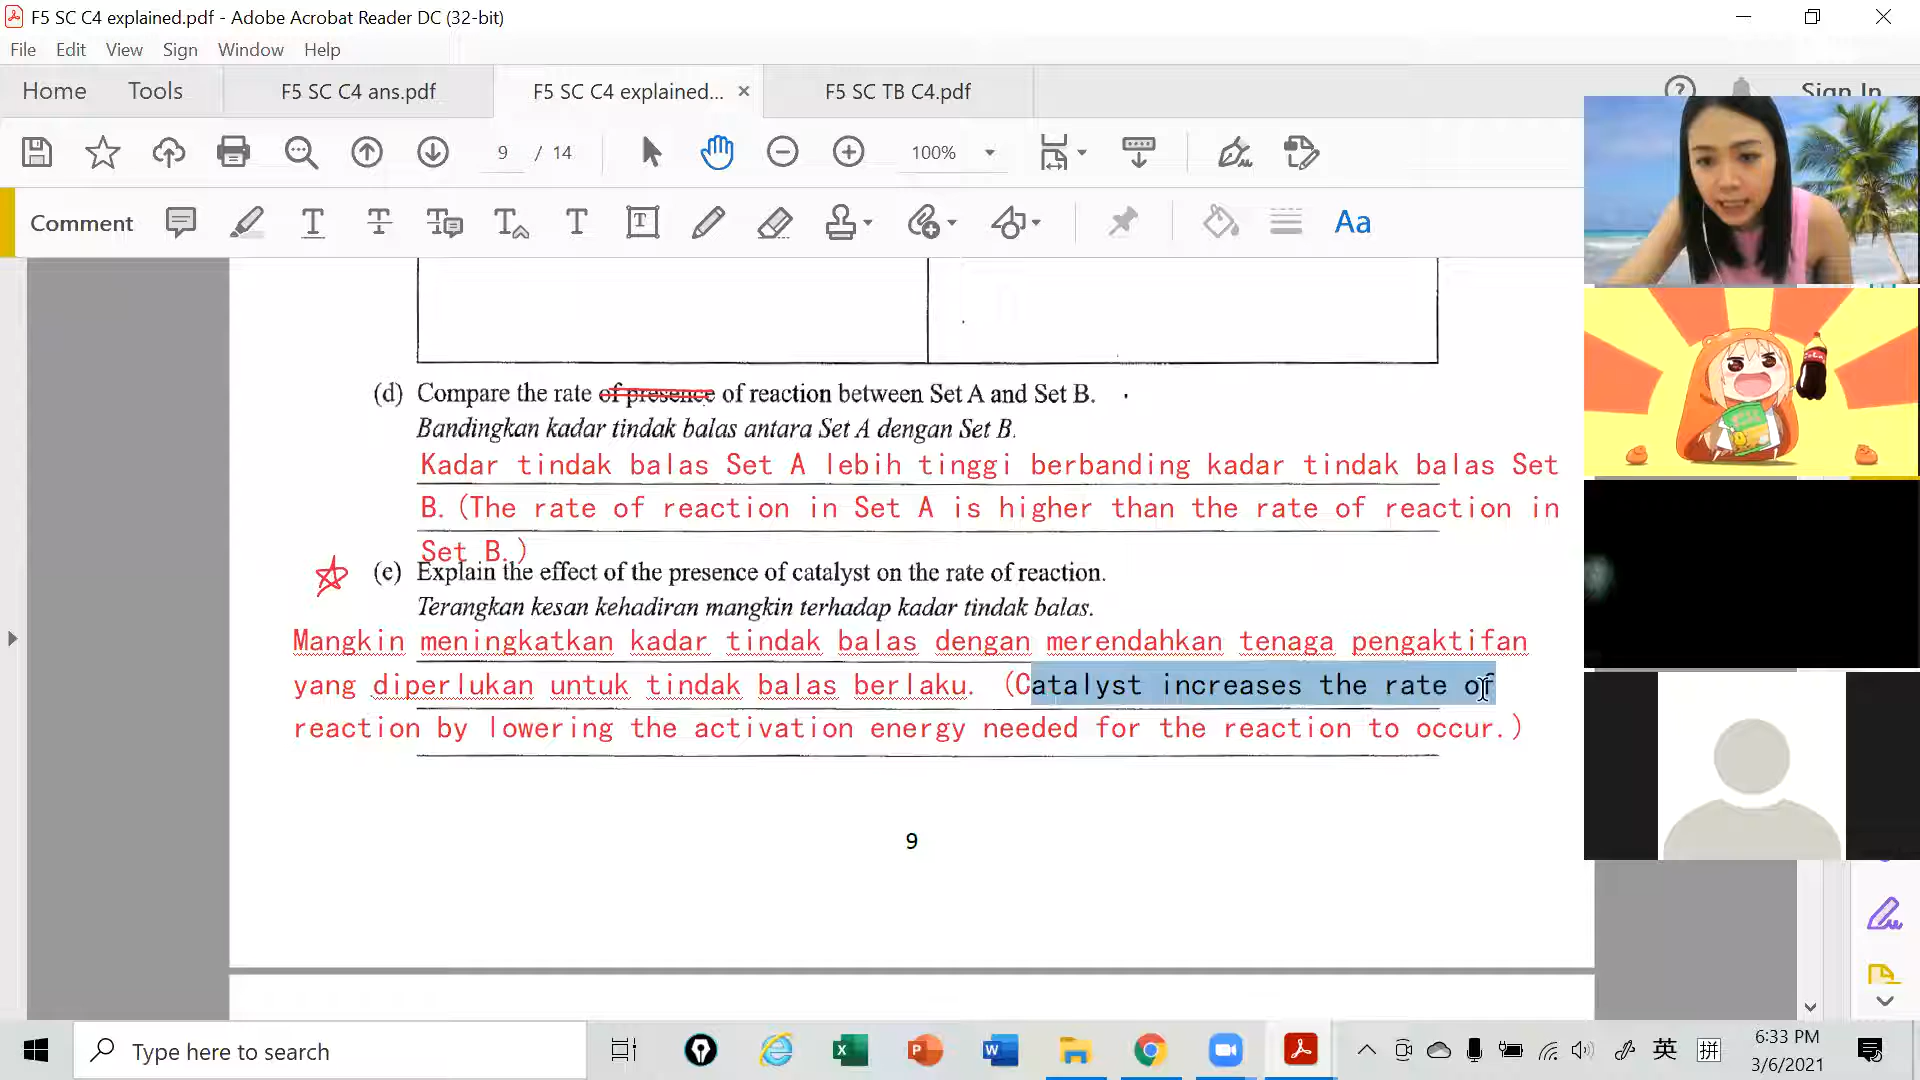 F5 SC C4 explained.pdf - Adobe Acrobat Reader DC (32-bit)
File Edit View Sign Window Help
Home Tools F5 SC C4 ans.pdf F5 SC C4 explained... × F5 SC TB C4.pdf Sign In
9 / 14 100%
Comment Aa
(d) Compare the rate of presence of reaction between Set A and Set B.
Bandingkan kadar tindak balas antara Set A dengan Set B.
Kadar tindak balas Set A lebih tinggi berbanding kadar tindak balas Set
B. (The rate of reaction in Set A is higher than the rate of reaction in
Set B.)
(e) Explain the effect of the presence of catalyst on the rate of reaction.
Terangkan kesan kehadiran mangkin terhadap kadar tindak balas.
Mangkin meningkatkan kadar tindak balas dengan merendahkan tenaga pengaktifan
yang diperlukan untuk tindak balas berlaku. (Catalyst increases the rate of
reaction by lowering the activation energy needed for the reaction to occur.)
9
Type here to search
英 拼
6:33 PM
3/6/2021